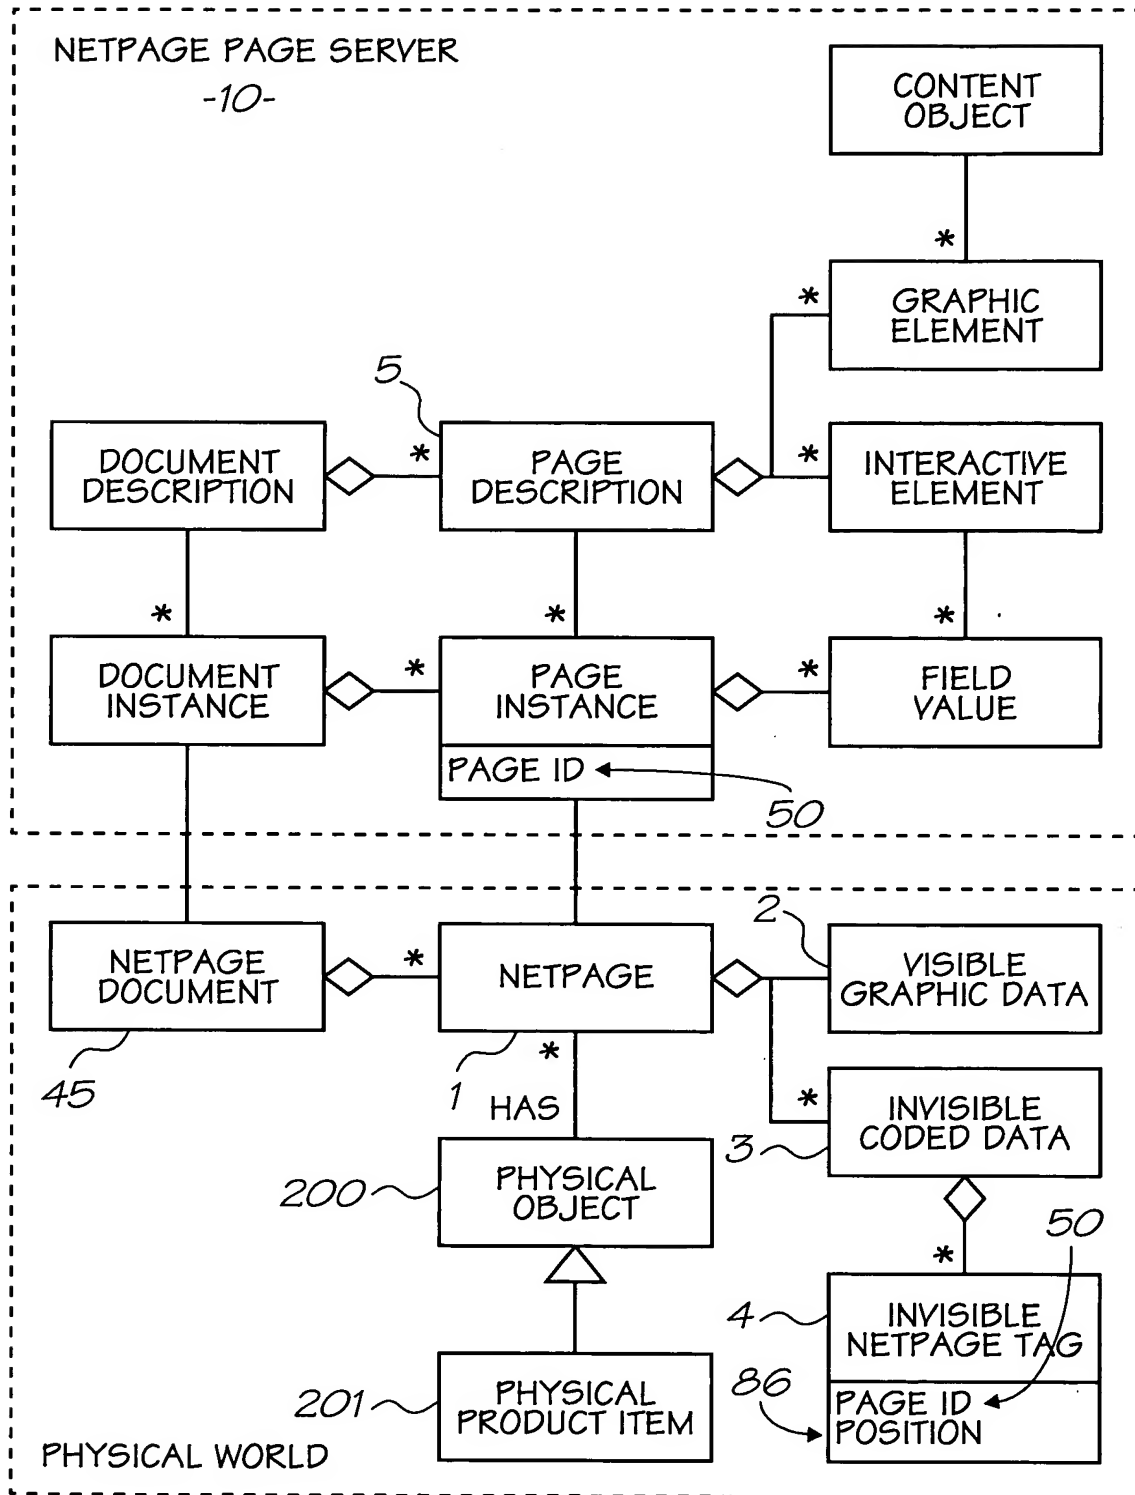 NETPAGE PAGE SERVER
-10-
CONTENT
OBJECT
*
GRAPHIC
ELEMENT
*
5
DOCUMENT
DESCRIPTION
*
PAGE
DESCRIPTION
*
INTERACTIVE
ELEMENT
*
*
*
DOCUMENT
INSTANCE
*
PAGE
INSTANCE
*
FIELD
VALUE
PAGE ID
50
NETPAGE
DOCUMENT
45
*
NETPAGE
1
2
VISIBLE
GRAPHIC DATA
*
HAS
*
INVISIBLE
CODED DATA
3
200
PHYSICAL
OBJECT
50
*
4
INVISIBLE
NETPAGE TAG
86
PAGE ID
POSITION
201
PHYSICAL
PRODUCT ITEM
PHYSICAL WORLD